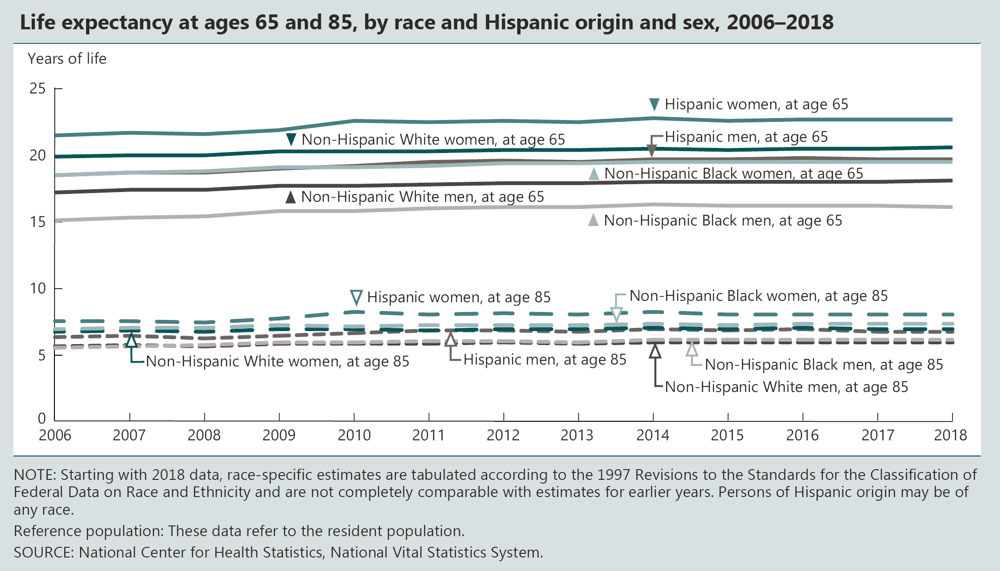 Life expectancy at ages 65 and 85, by race and Hispanic origin and sex, 2006–2018
Years of life
25
Hispanic women, at age 65
Hispanic men, at age 65
Non-Hispanic White women, at age 65
20
Non-Hispanic Black women, at age 65
Non-Hispanic White men, at age 65
15
Non-Hispanic Black men, at age 65
10
Hispanic women, at age 85
Non-Hispanic Black women, at age 85
5
Non-Hispanic White women, at age 85
Hispanic men, at age 85
Non-Hispanic Black men, at age 85
Non-Hispanic White men, at age 85
0
2006 2007 2008 2009 2010 2011 2012 2013 2014 2015 2016 2017 2018
NOTE: Starting with 2018 data, race-specific estimates are tabulated according to the 1997 Revisions to the Standards for the Classification of
Federal Data on Race and Ethnicity and are not completely comparable with estimates for earlier years. Persons of Hispanic origin may be of
any race.
Reference population: These data refer to the resident population.
SOURCE: National Center for Health Statistics, National Vital Statistics System.